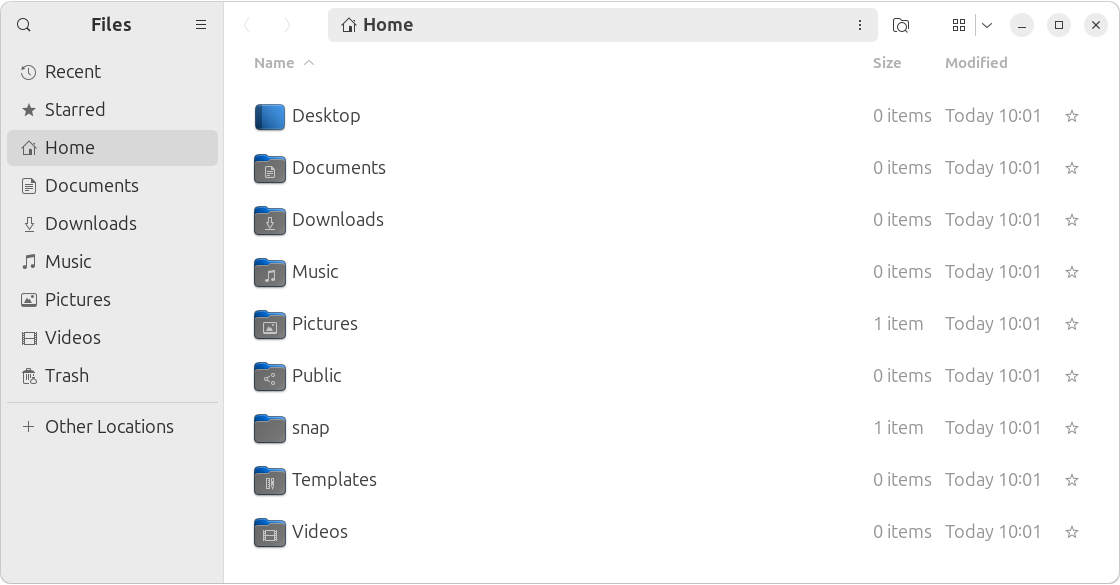 Files
Home
Recent
Starred
Home
Documents
Downloads
Music
Pictures
Videos
Trash
Other Locations
Name Size Modified
Desktop 0 items Today 10:01
Documents 0 items Today 10:01
Downloads 0 items Today 10:01
Music 0 items Today 10:01
Pictures 1 item Today 10:01
Public 0 items Today 10:01
snap 1 item Today 10:01
Templates 0 items Today 10:01
Videos 0 items Today 10:01